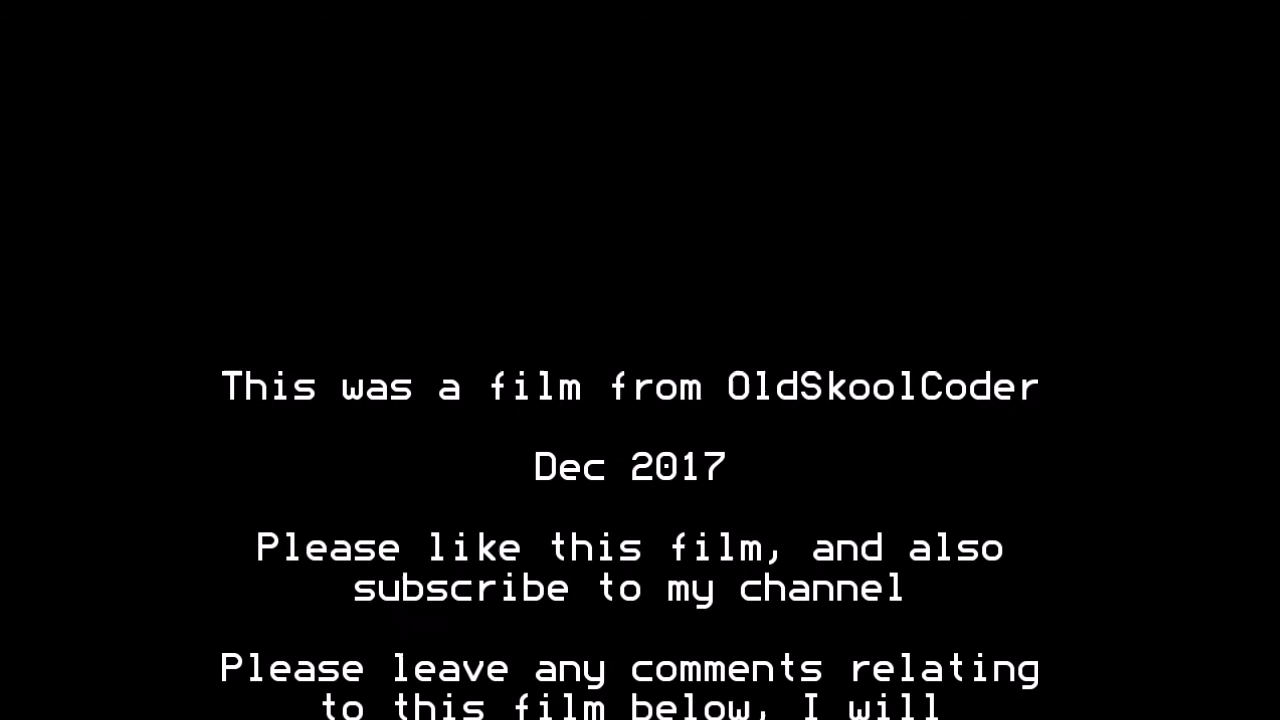 This was a film from OldSkoolCoder
Dec 2017
Please like this film, and also
subscribe to my channel
Please leave any comments relating
to this film below, I will